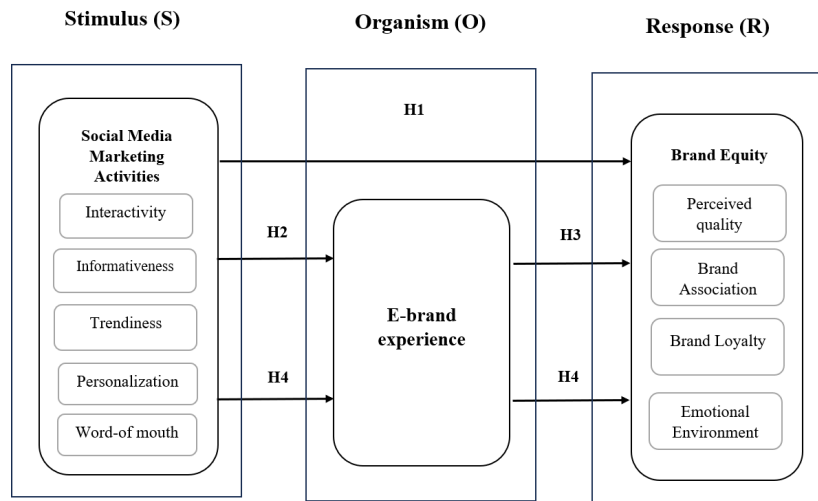 Stimulus (S)
Organism (O)
Response (R)
H1
Social Media
Marketing
Activities
Interactivity
Informativeness
Trendiness
Personalization
Word-of mouth
H2
H4
E-brand
experience
H3
H4
Brand Equity
Perceived
quality
Brand
Association
Brand Loyalty
Emotional
Environment